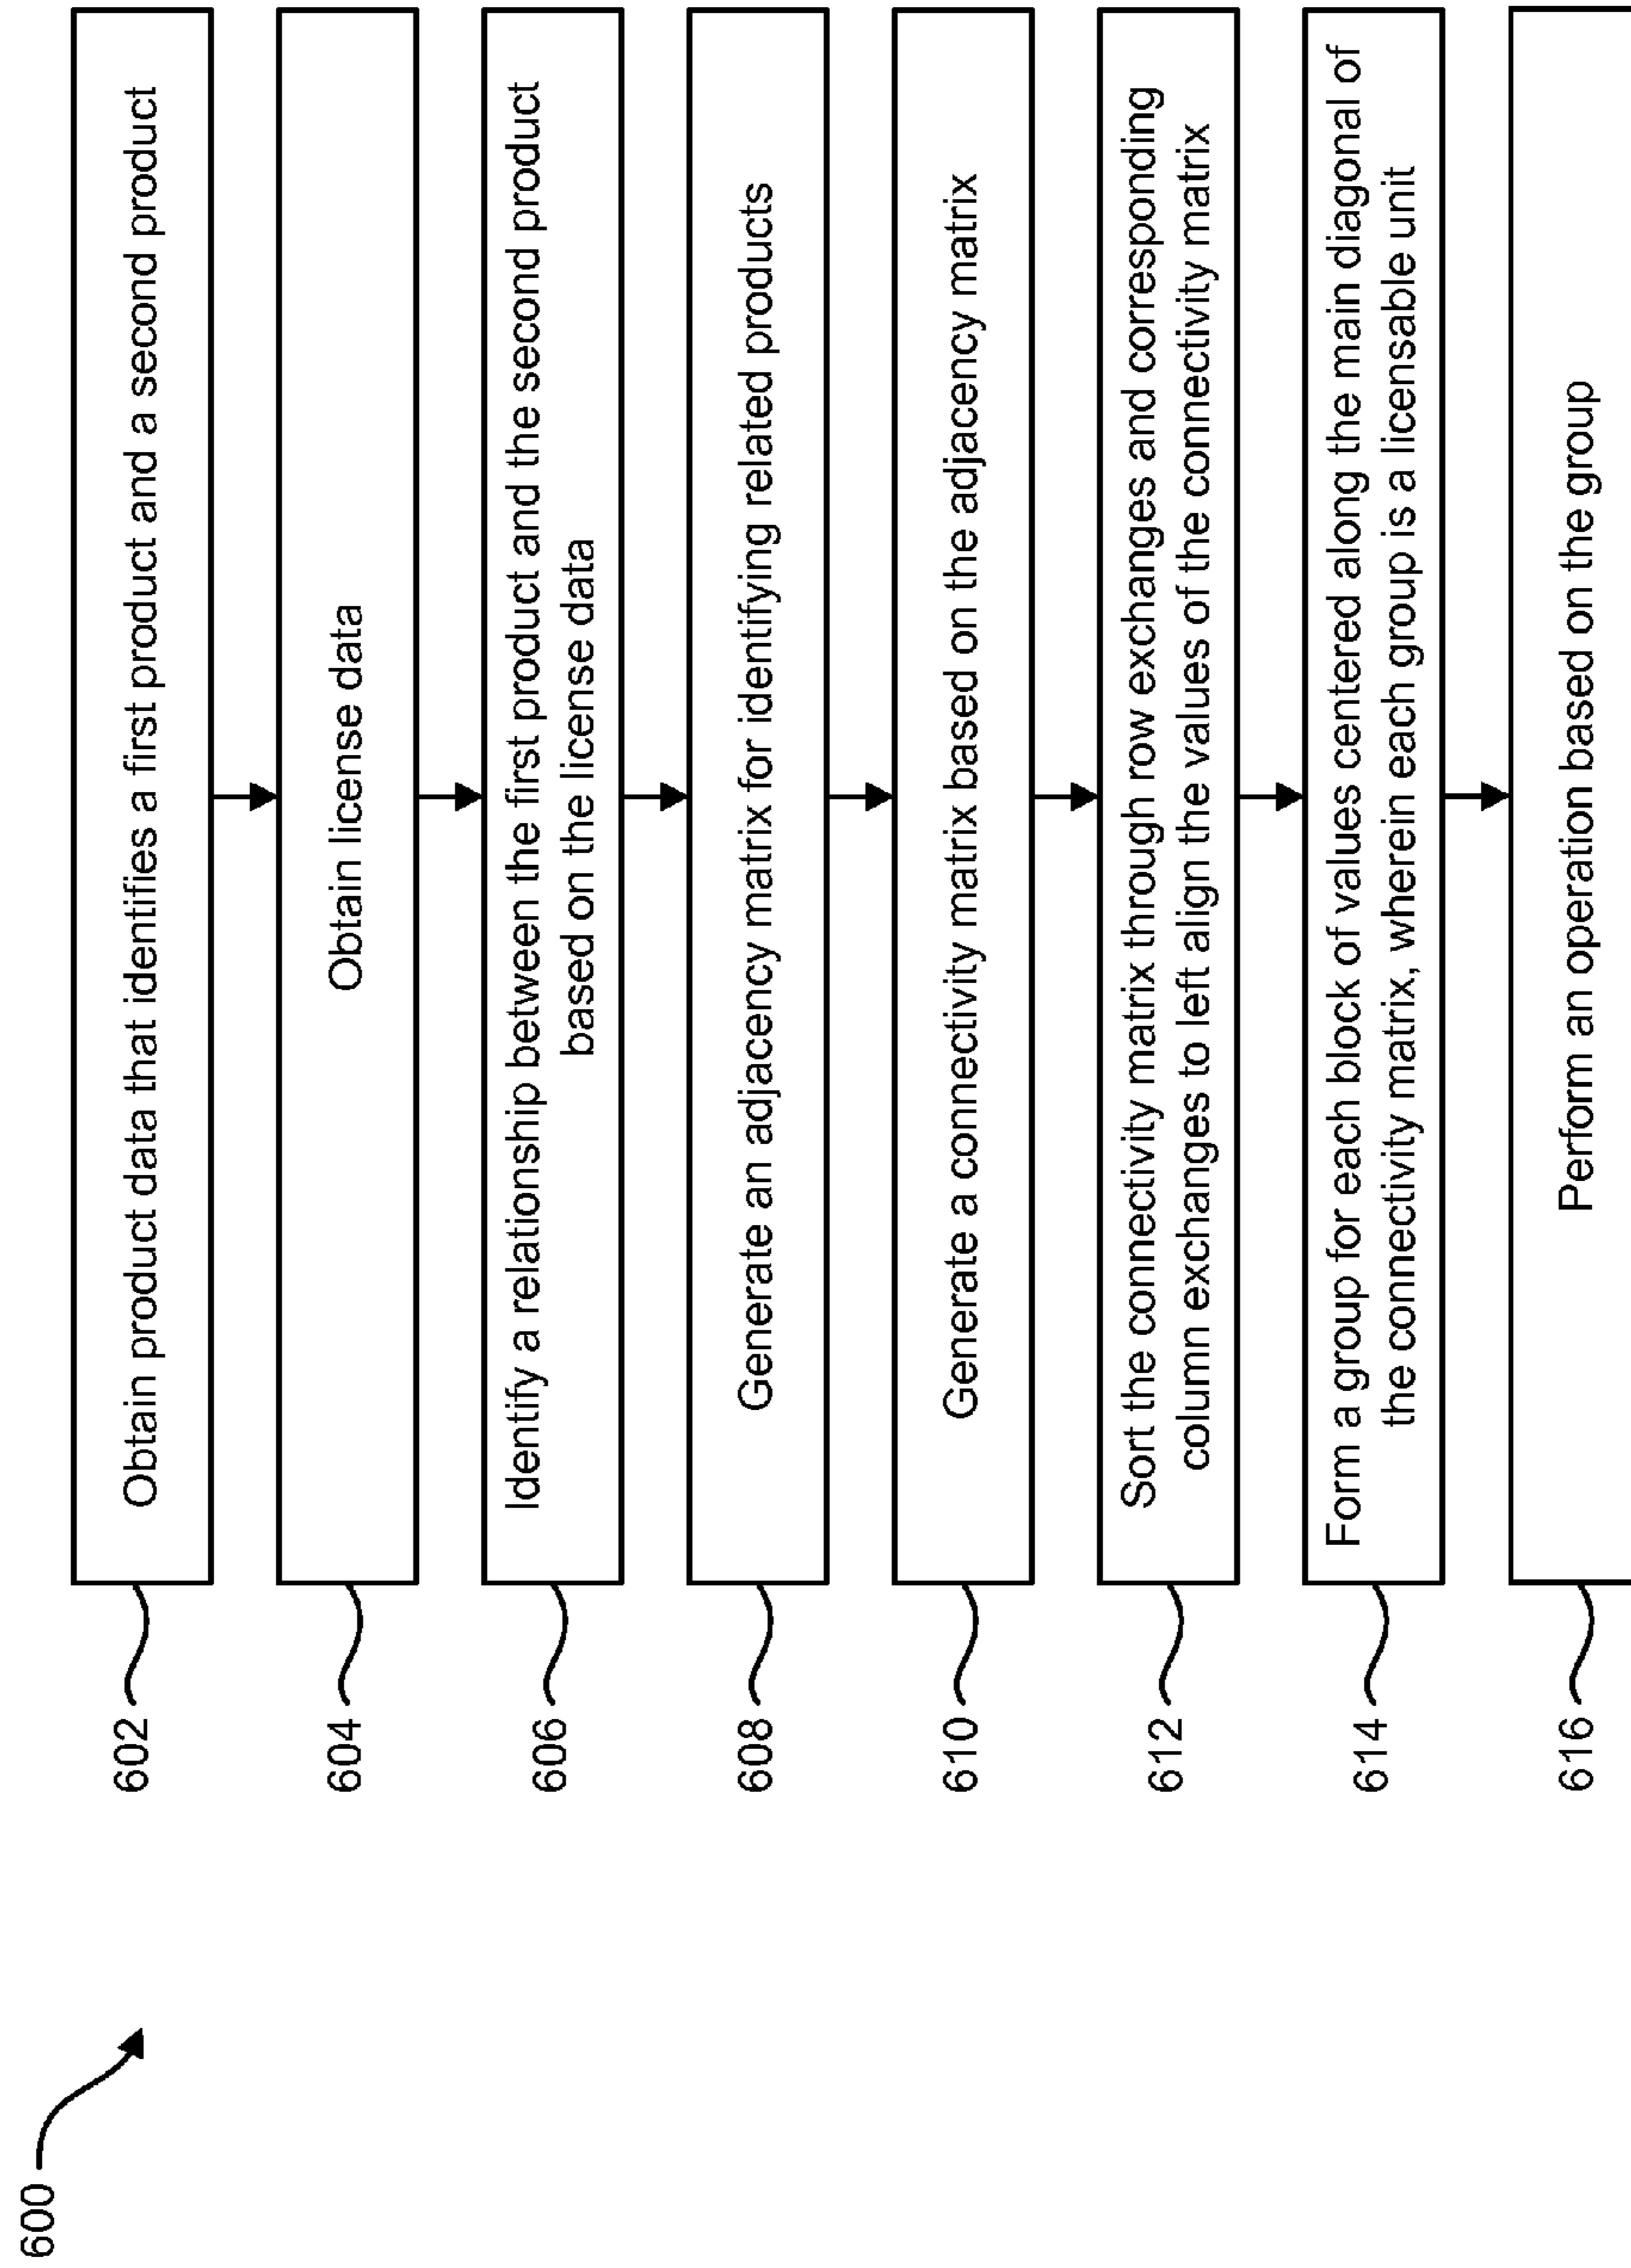 600
602
Obtain product data that identifies a first product and a second product
604
Obtain license data
606
Identify a relationship between the first product and the second product
based on the license data
608
Generate an adjacency matrix for identifying related products
610
Generate a connectivity matrix based on the adjacency matrix
612
Sort the connectivity matrix through row exchanges and corresponding
column exchanges to left align the values of the connectivity matrix
614
Form a group for each block of values centered along the main diagonal of
the connectivity matrix, wherein each group is a licensable unit
616
Perform an operation based on the group